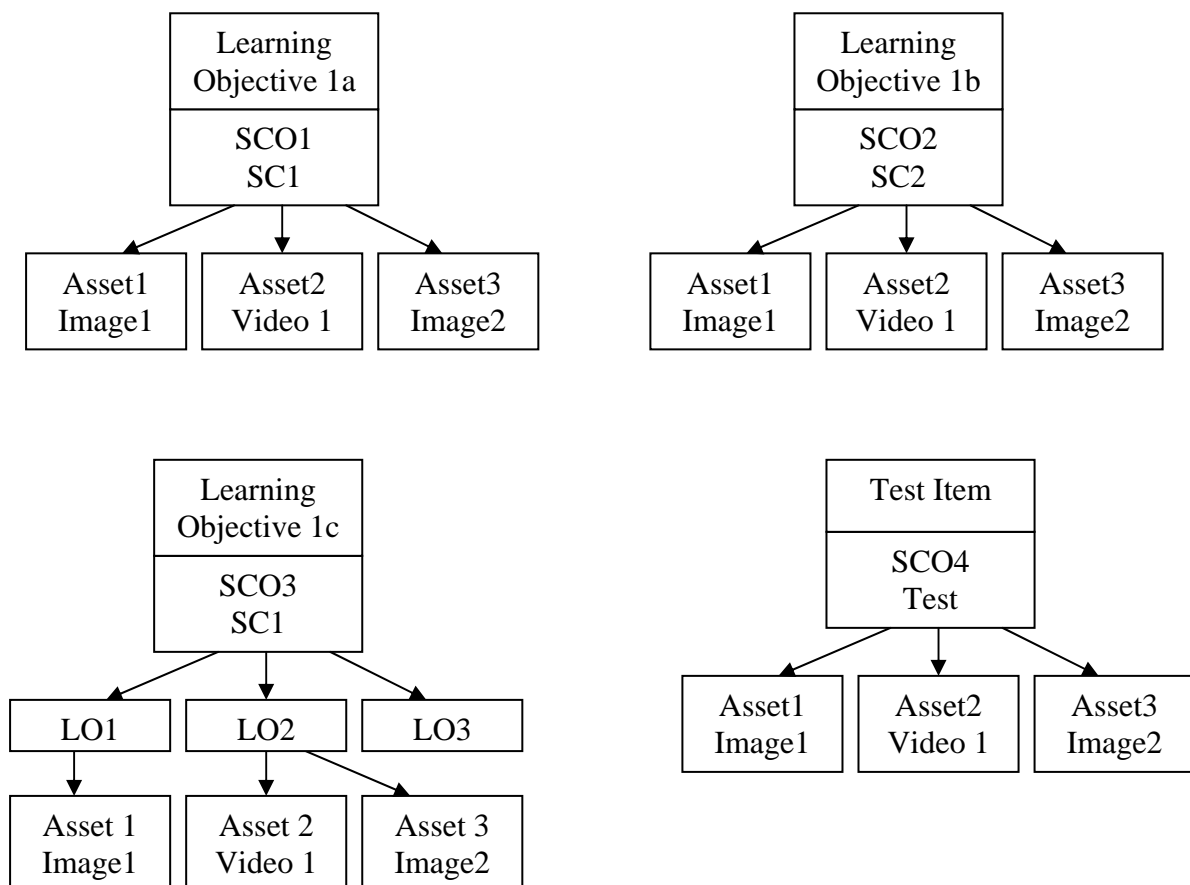 Learning
Objective 1a
SCO1
SC1
Asset1
Image1
Asset2
Video 1
Asset3
Image2
Learning
Objective 1b
SCO2
SC2
Asset1
Image1
Asset2
Video 1
Asset3
Image2
Learning
Objective 1c
SCO3
SC1
LO1
LO2
LO3
Asset 1
Image1
Asset 2
Video 1
Asset 3
Image2
Test Item
SCO4
Test
Asset1
Image1
Asset2
Video 1
Asset3
Image2